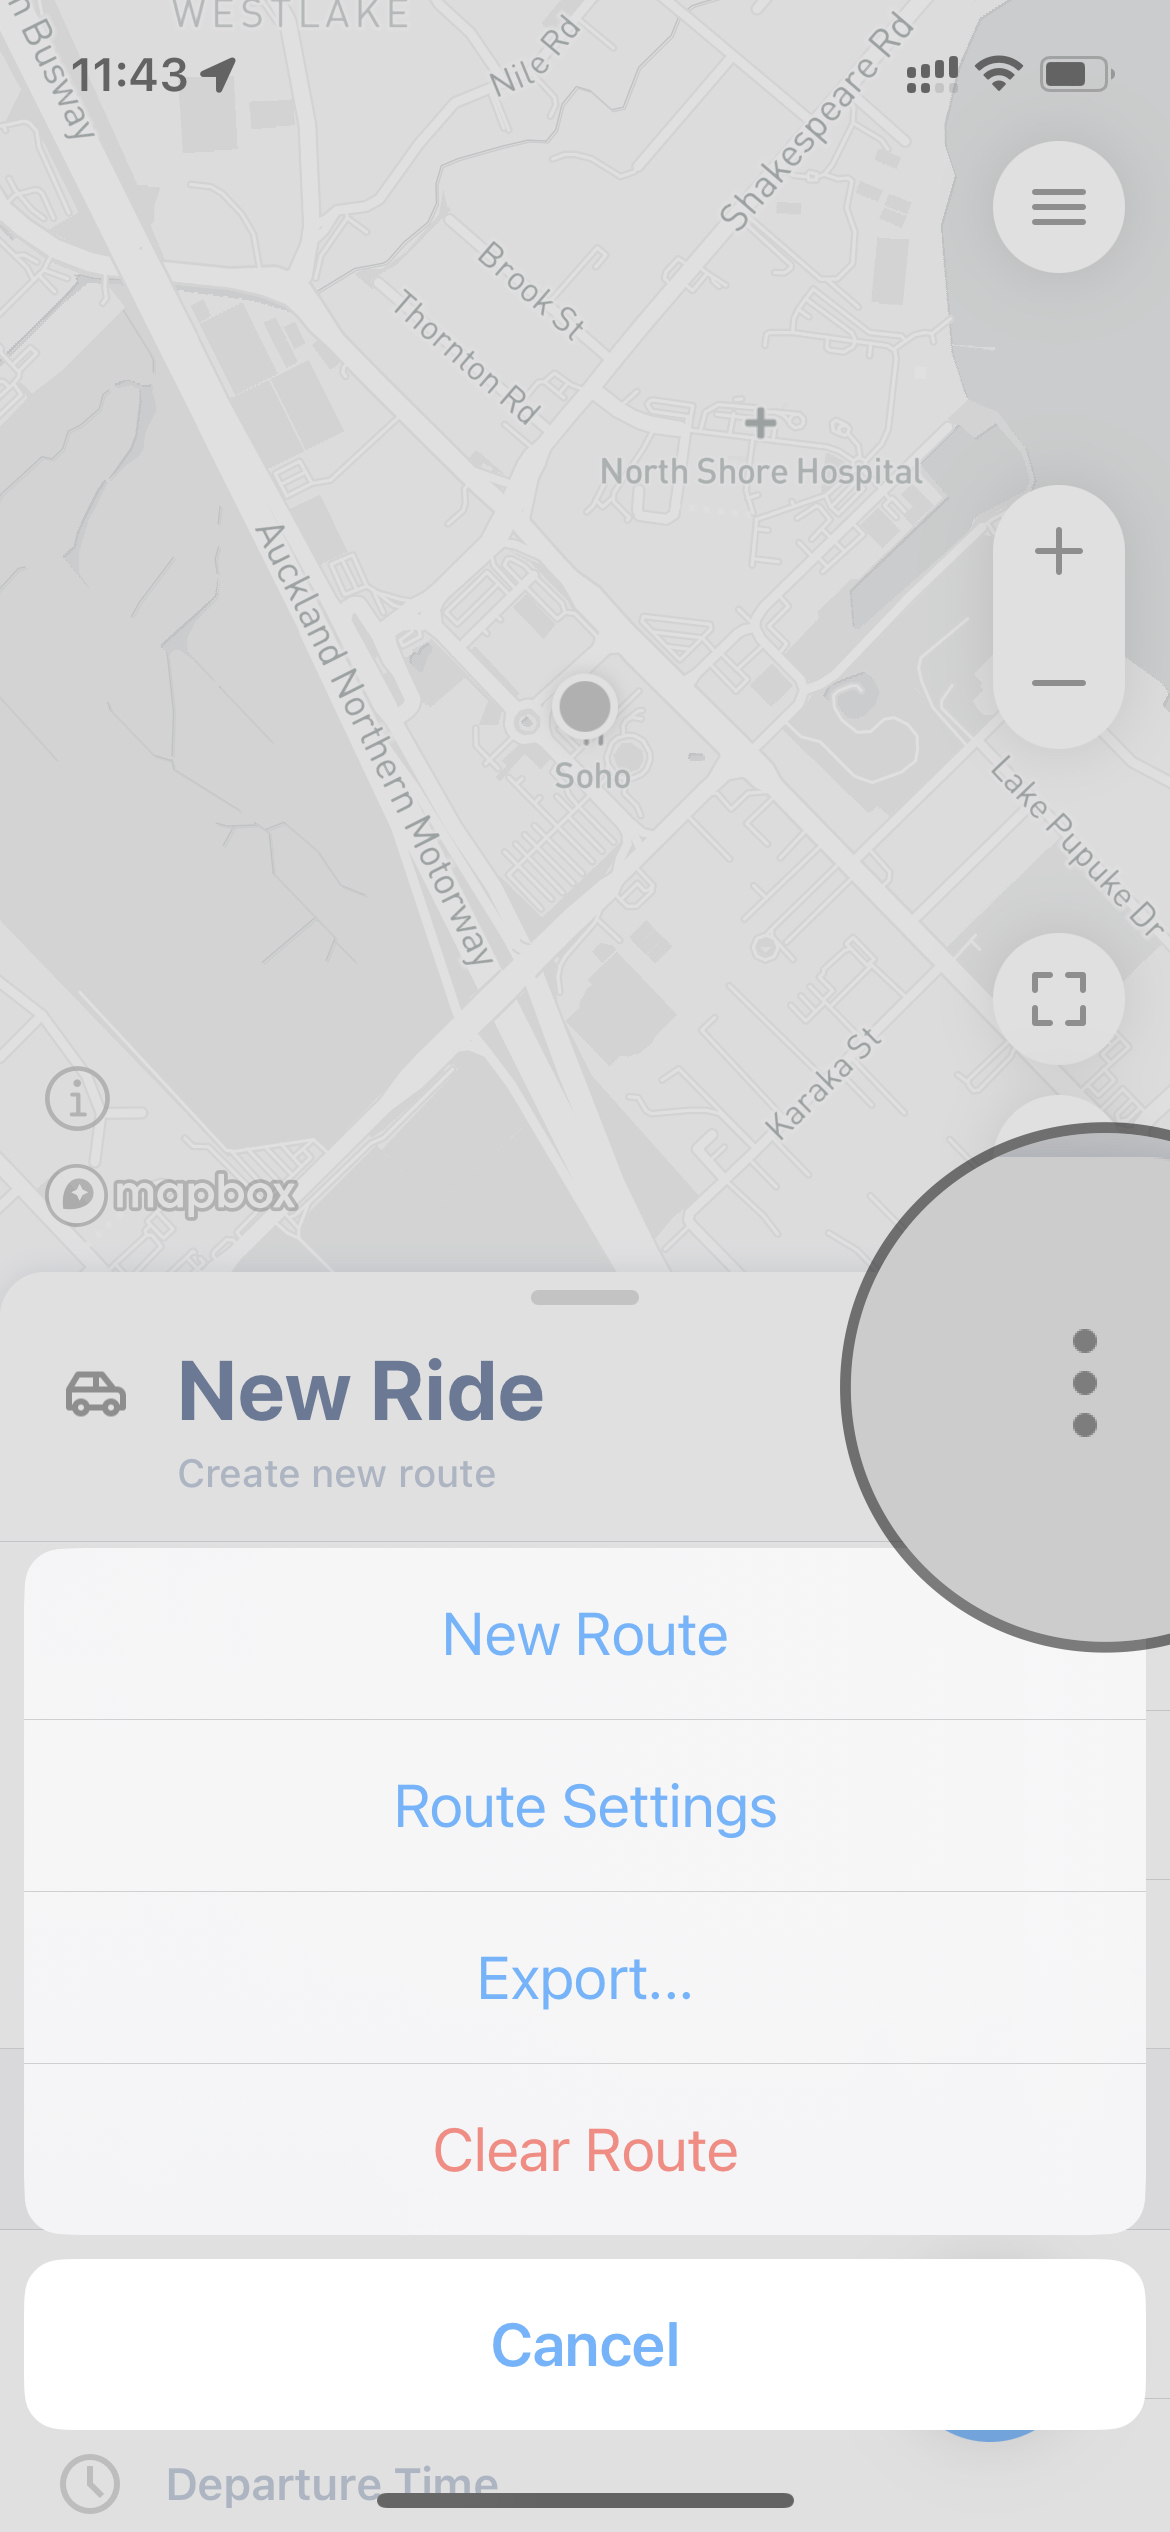 WESTLAKE
n Busway
11:43
Nile Rd
Shakespeare Rd
Brook St
Thornton Rd
North Shore Hospital
Auckland Northern Motorway
Soho
Lake Pupuke Dr
Karaka St
i
mapbox
New Ride
Create new route
New Route
Route Settings
Export...
Clear Route
Cancel
Departure Time